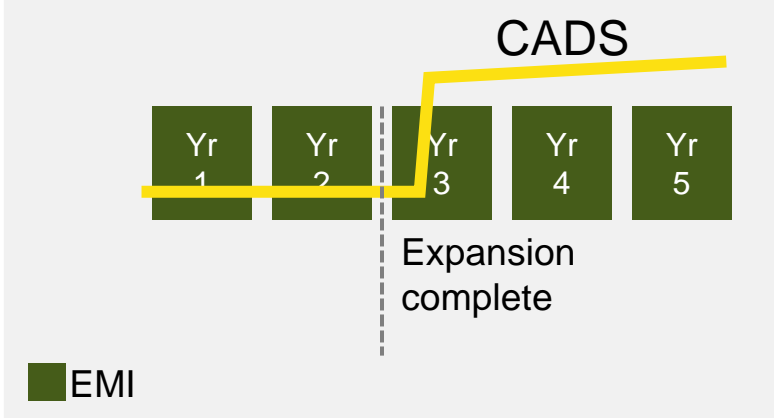 CADS
Yr
1
Yr
2
Yr
3
Yr
4
Yr
5
Expansion
complete
EMI